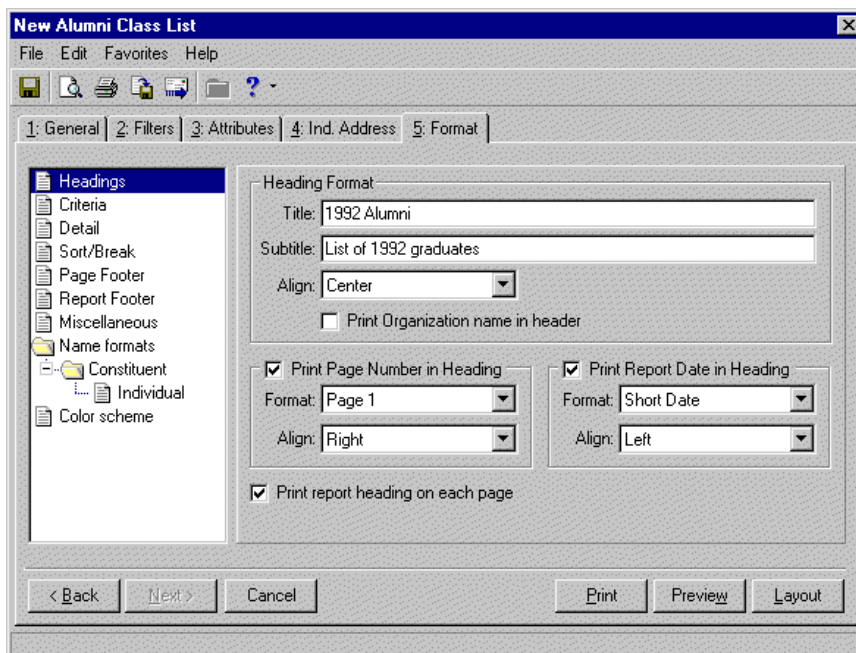 New Alumni Class List
File Edit Favorites Help
1: General 2: Filters 3: Attributes 4: Ind. Address 5: Format
Headings
Criteria
Detail
Sort/Break
Page Footer
Report Footer
Miscellaneous
Name formats
Constituent
Individual
Color scheme
Heading Format
Title: 1992 Alumni
Subtitle: List of 1992 graduates
Align: Center
Print Organization name in header
Print Page Number in Heading
Format: Page 1
Align: Right
Print Report Date in Heading
Format: Short Date
Align: Left
Print report heading on each page
< Back Next > Cancel Print Preview Layout